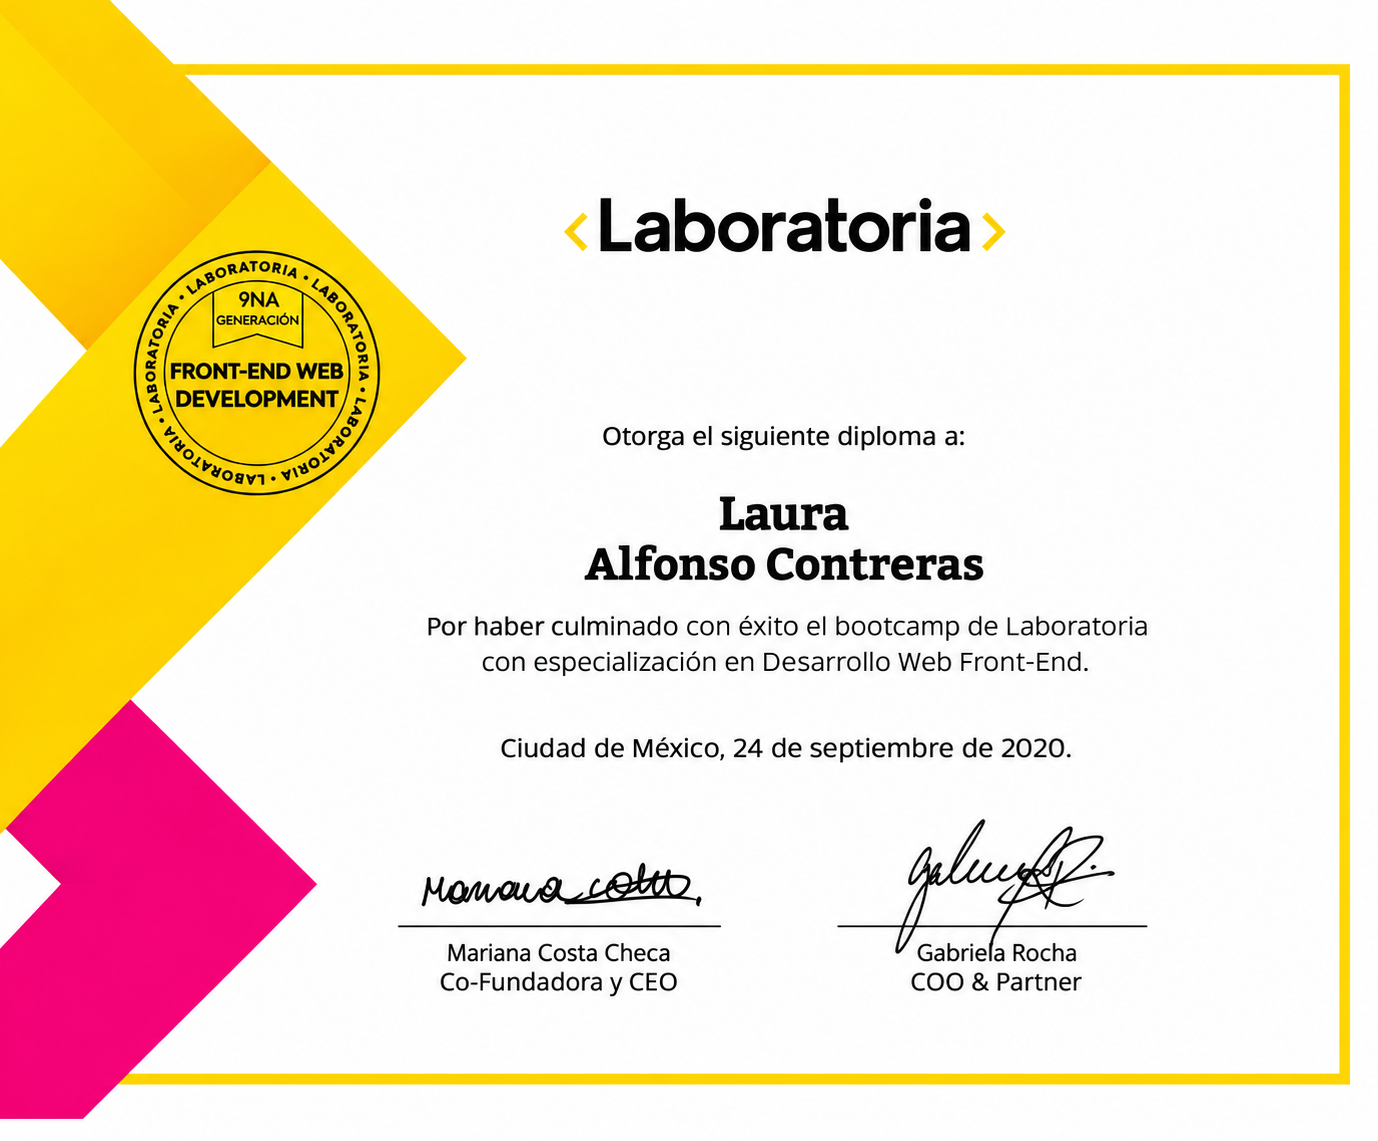 <Laboratoria>
LABORATORIA • LABORATORIA • LABORATORIA • LABORATORIA • LABORATORIA • LABORATORIA •
9NA
GENERACIÓN
FRONT-END WEB
DEVELOPMENT
Otorga el siguiente diploma a:
Laura
Alfonso Contreras
Por haber culminado con éxito el bootcamp de Laboratoria
con especialización en Desarrollo Web Front-End.
Ciudad de México, 24 de septiembre de 2020.
Mariana Costa Checa
Co-Fundadora y CEO
Gabriela Rocha
COO & Partner